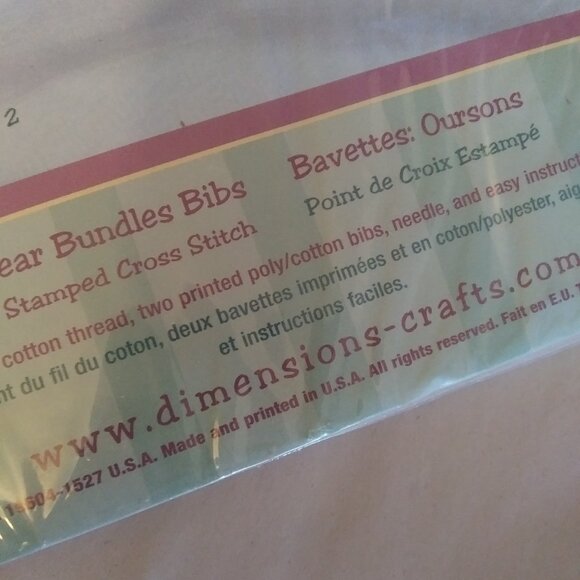 2
ear Bundles Bibs
Stamped Cross Stitch
Bavettes: Oursons
Point de Croix Estampé
cotton thread, two printed poly/cotton bibs, needle, and easy instruct
nt du fil du coton, deux bavettes imprimées et en coton/polyester, aig
et instructions faciles.
www.dimensions-crafts.com
19604-1527 U.S.A. Made and printed in U.S.A. All rights reserved. Fait en E.U. T